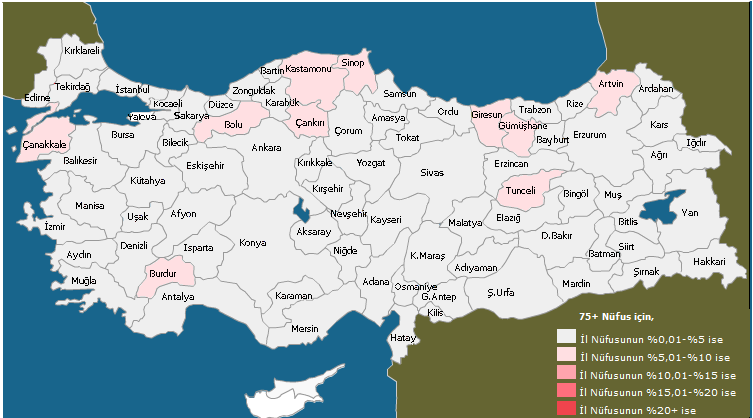 Kırklareli
Edirne
Tekirdağ
İstanbul
Kocaeli
Yalova
Sakarya
Düzce
Zonguldak
Bartın
Karabük
Kastamonu
Sinop
Samsun
Bolu
Çankırı
Çorum
Amasya
Tokat
Ordu
Giresun
Gümüşhane
Trabzon
Rize
Artvin
Ardahan
Bayburt
Erzurum
Kars
Iğdır
Ağrı
Çanakkale
Balıkesir
Bursa
Bilecik
Eskişehir
Ankara
Kırıkkale
Yozgat
Sivas
Erzincan
Tunceli
Bingöl
Muş
Kütahya
Kırşehir
Manisa
Uşak
Afyon
Nevşehir
Kayseri
Malatya
Elazığ
Bitlis
Yan
İzmir
Denizli
Isparta
Konya
Aksaray
Niğde
K.Maraş
Adıyaman
D.Bakır
Siirt
Batman
Hakkari
Aydın
Muğla
Burdur
Antalya
Karaman
Mersin
Adana
Osmaniye
G.Antep
Kilis
Ş.Urfa
Mardin
Şırnak
Hatay
75+ Nüfus için,
İl Nüfusunun %0,01-%5 ise
İl Nüfusunun %5,01-%10 ise
İl Nüfusunun %10,01-%15 ise
İl Nüfusunun %15,01-%20 ise
İl Nüfusunun %20+ ise